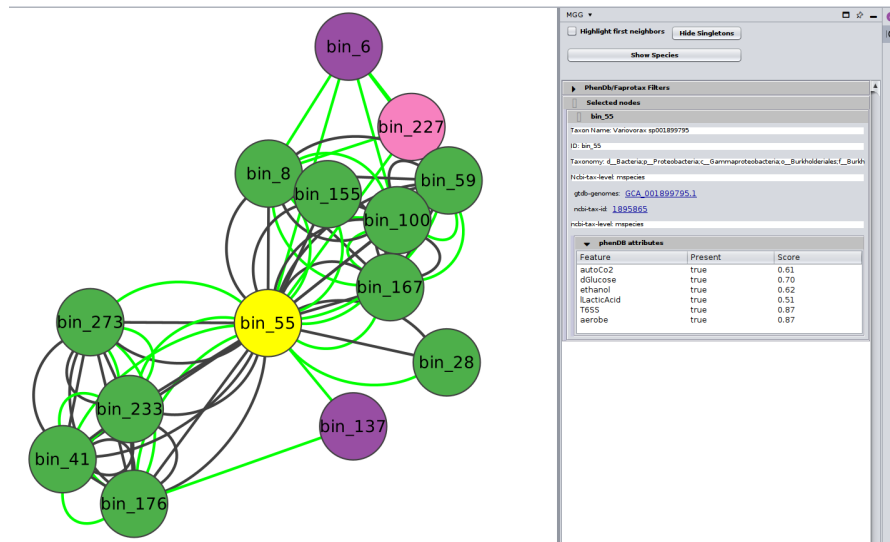 bin_6
bin_227
bin_8
bin_155
bin_59
bin_100
bin_167
bin_273
bin_55
bin_28
bin_233
bin_137
bin_41
bin_176
MGG
Highlight first neighbors Hide Singletons
Show Species
PhenDb/Faprotax Filters
Selected nodes
bin_55
Taxon Name: Variovorax sp001899795
ID: bin_55
Taxonomy: d__Bacteria;p__Proteobacteria;c__Gammaproteobacteria;o__Burkholderiales;f__Burkh
Ncbi-tax-level: mspecies
gtdb-genomes: GCA_001899795.1
ncbi-tax-id: 1895865
ncbi-tax-level: mspecies
phenDB attributes
Feature Present Score
autoCo2 true 0.61
dGlucose true 0.70
ethanol true 0.62
lLacticAcid true 0.51
T6SS true 0.87
aerobe true 0.87